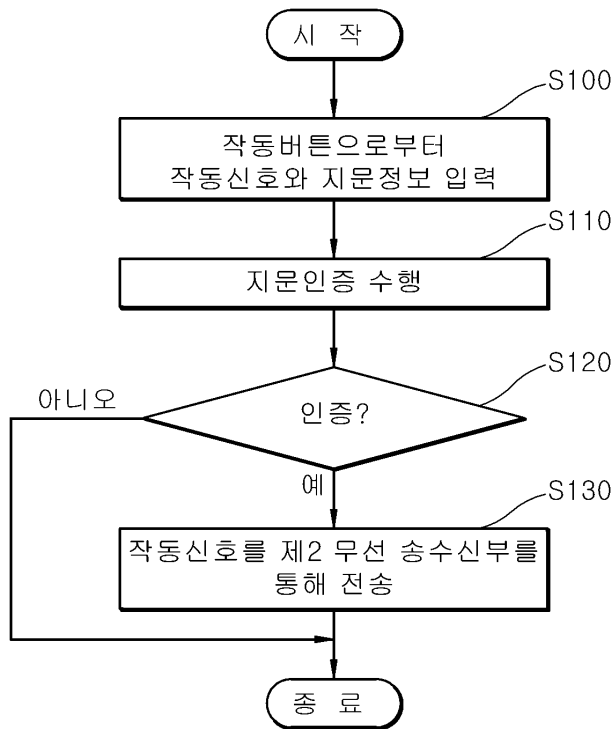 시 작
S100
작동버튼으로부터
작동신호와 지문정보 입력
S110
지문인증 수행
S120
아니오
인증?
예
S130
작동신호를 제2 무선 송수신부를
통해 전송
종 료